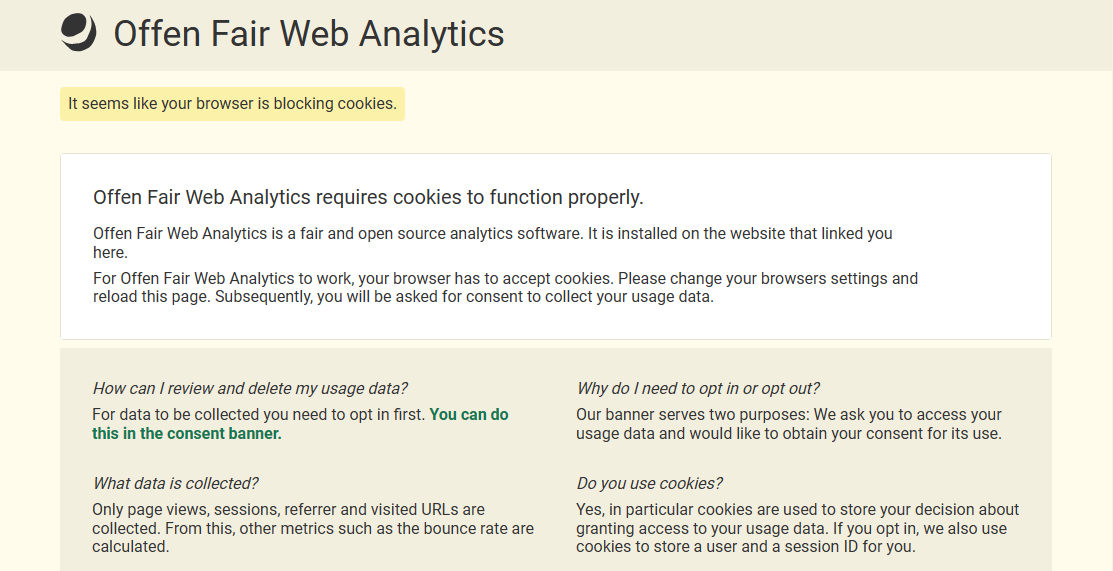 Offen Fair Web Analytics
It seems like your browser is blocking cookies.
Offen Fair Web Analytics requires cookies to function properly.
Offen Fair Web Analytics is a fair and open source analytics software. It is installed on the website that linked you
here.
For Offen Fair Web Analytics to work, your browser has to accept cookies. Please change your browsers settings and
reload this page. Subsequently, you will be asked for consent to collect your usage data.
How can I review and delete my usage data?
For data to be collected you need to opt in first. You can do
this in the consent banner.
Why do I need to opt in or opt out?
Our banner serves two purposes: We ask you to access your
usage data and would like to obtain your consent for its use.
What data is collected?
Only page views, sessions, referrer and visited URLs are
collected. From this, other metrics such as the bounce rate are
calculated.
Do you use cookies?
Yes, in particular cookies are used to store your decision about
granting access to your usage data. If you opt in, we also use
cookies to store a user and a session ID for you.